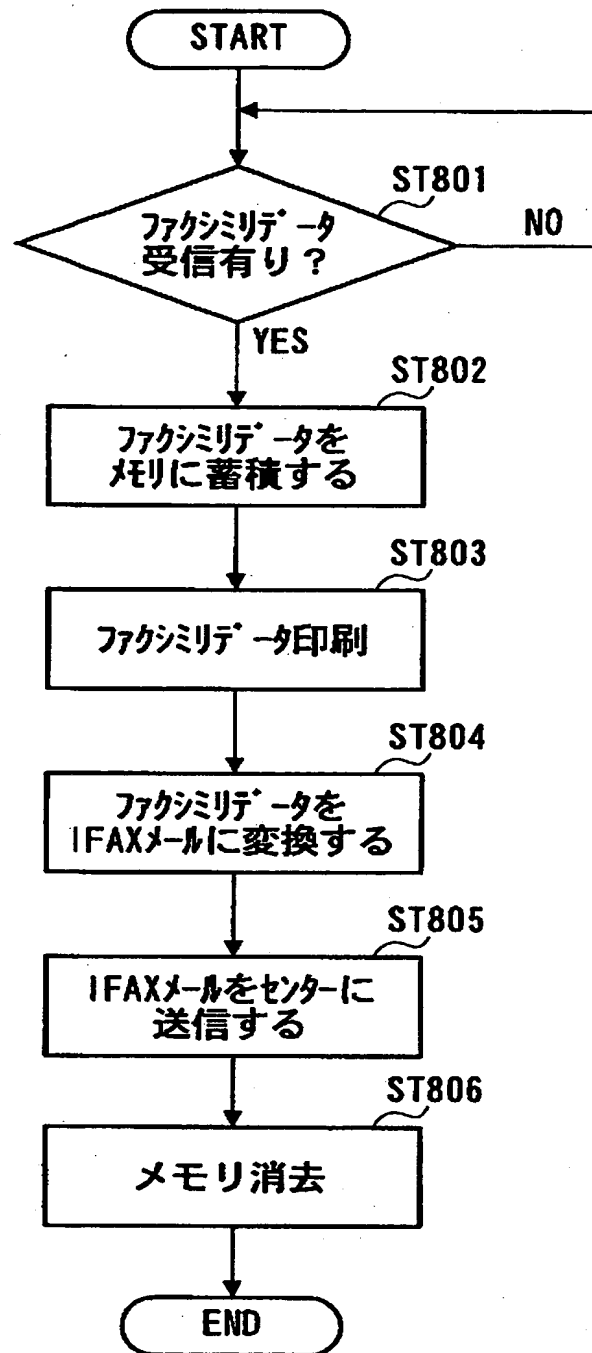 START
ST801
ファクシミリデータ
受信有り？
NO
YES
ST802
ファクシミリデータを
メモリに蓄積する
ST803
ファクシミリデータ印刷
ST804
ファクシミリデータを
IFAXメールに変換する
ST805
IFAXメールをセンターに
送信する
ST806
メモリ消去
END